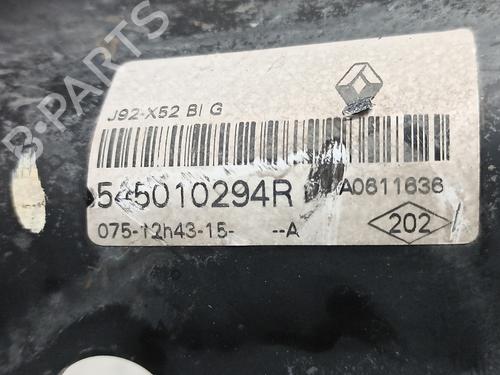 B-PARTS
J92-X52 BI G
545010294R
A0611636
075-12h43-15- --A
202